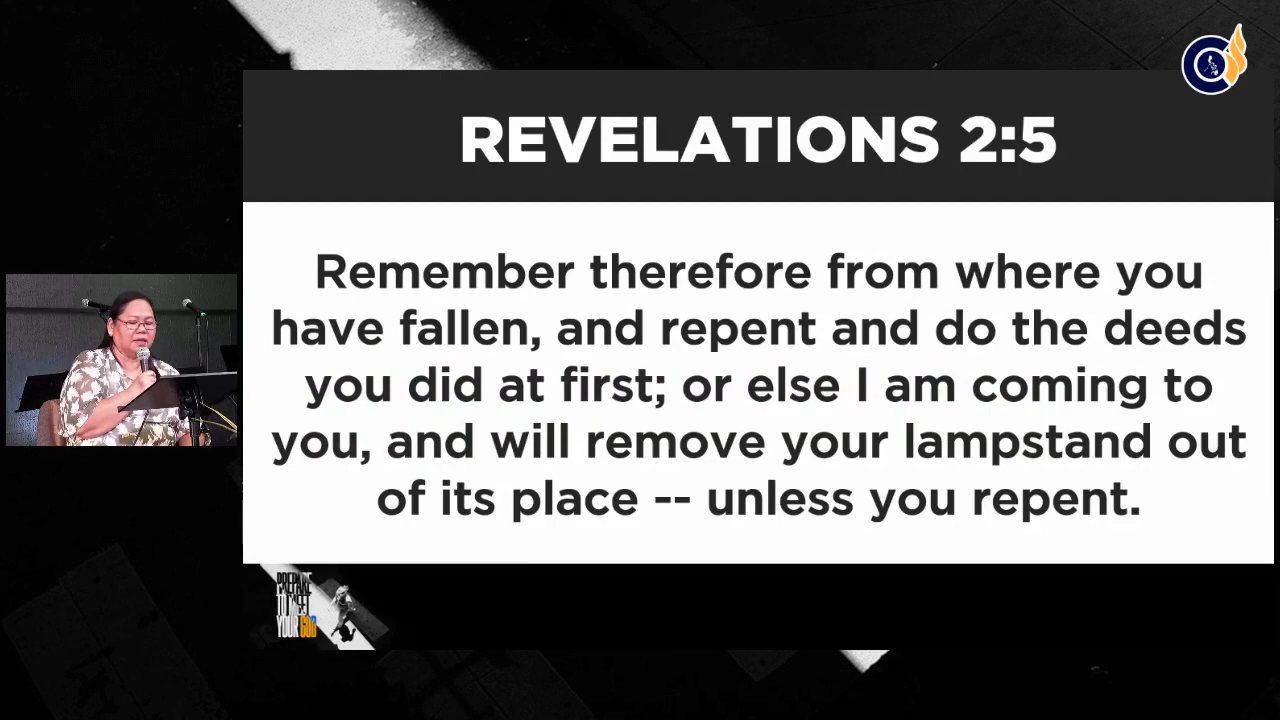 REVELATIONS 2:5
Remember therefore from where you
have fallen, and repent and do the deeds
you did at first; or else I am coming to
you, and will remove your lampstand out
of its place -- unless you repent.
PREPARE
TO MEET
YOUR GOD